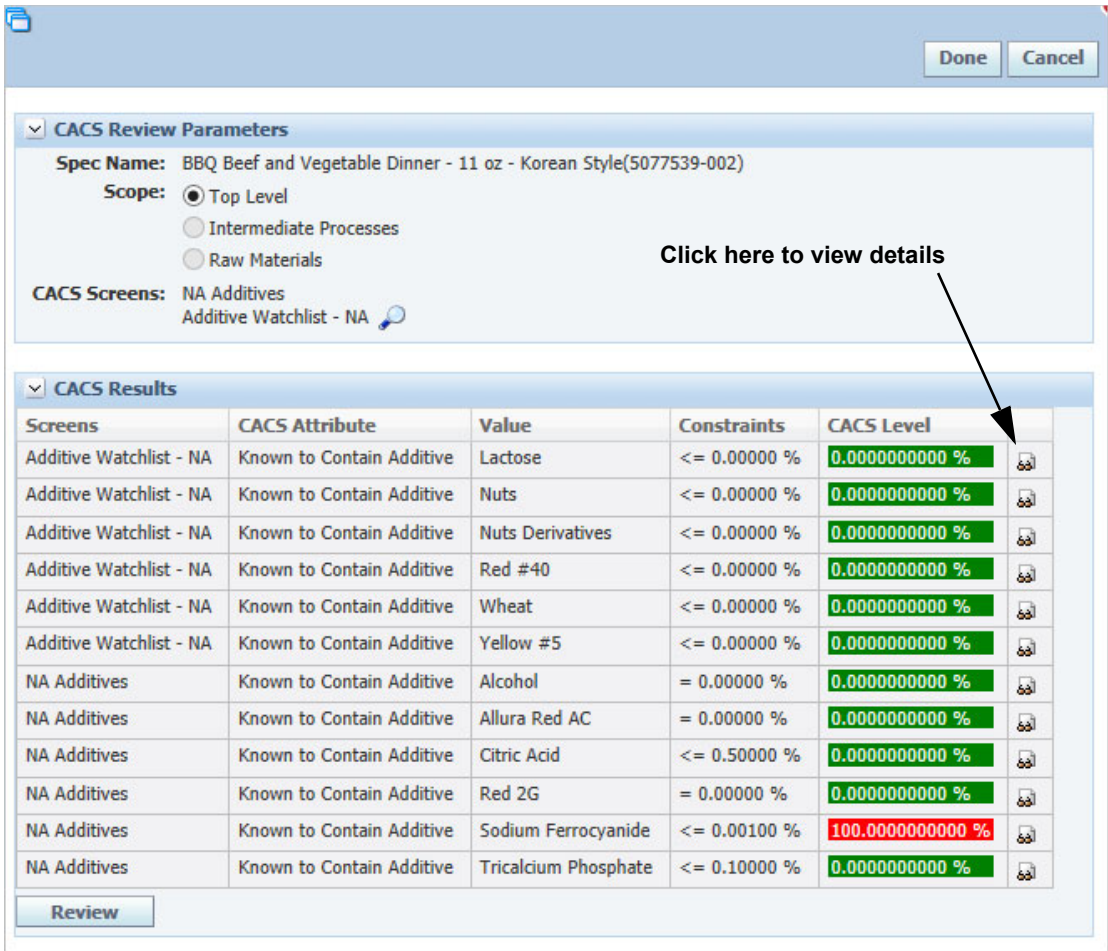 Done Cancel
CACS Review Parameters
Spec Name: BBQ Beef and Vegetable Dinner - 11 oz - Korean Style(5077539-002)
Scope: Top Level
Intermediate Processes
Raw Materials
Click here to view details
CACS Screens: NA Additives
Additive Watchlist - NA
CACS Results
Screens CACS Attribute Value Constraints CACS Level
Additive Watchlist - NA Known to Contain Additive Lactose <= 0.00000 % 0.0000000000 %
Additive Watchlist - NA Known to Contain Additive Nuts <= 0.00000 % 0.0000000000 %
Additive Watchlist - NA Known to Contain Additive Nuts Derivatives <= 0.00000 % 0.0000000000 %
Additive Watchlist - NA Known to Contain Additive Red #40 <= 0.00000 % 0.0000000000 %
Additive Watchlist - NA Known to Contain Additive Wheat <= 0.00000 % 0.0000000000 %
Additive Watchlist - NA Known to Contain Additive Yellow #5 <= 0.00000 % 0.0000000000 %
NA Additives Known to Contain Additive Alcohol = 0.00000 % 0.0000000000 %
NA Additives Known to Contain Additive Allura Red AC = 0.00000 % 0.0000000000 %
NA Additives Known to Contain Additive Citric Acid <= 0.50000 % 0.0000000000 %
NA Additives Known to Contain Additive Red 2G = 0.00000 % 0.0000000000 %
NA Additives Known to Contain Additive Sodium Ferrocyanide <= 0.00100 % 100.0000000000 %
NA Additives Known to Contain Additive Tricalcium Phosphate <= 0.10000 % 0.0000000000 %
Review